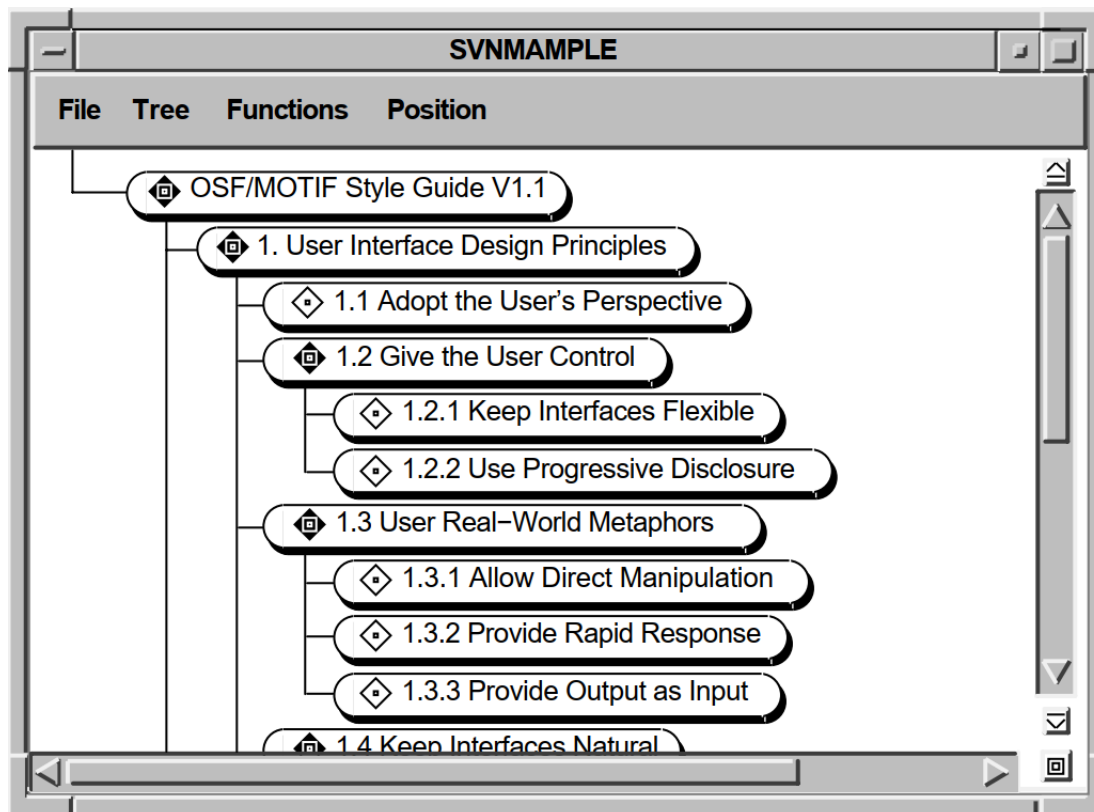 SVNMAMPLE
File Tree Functions Position
OSF/MOTIF Style Guide V1.1
1. User Interface Design Principles
1.1 Adopt the User's Perspective
1.2 Give the User Control
1.2.1 Keep Interfaces Flexible
1.2.2 Use Progressive Disclosure
1.3 User Real−World Metaphors
1.3.1 Allow Direct Manipulation
1.3.2 Provide Rapid Response
1.3.3 Provide Output as Input
1.4 Keep Interfaces Natural